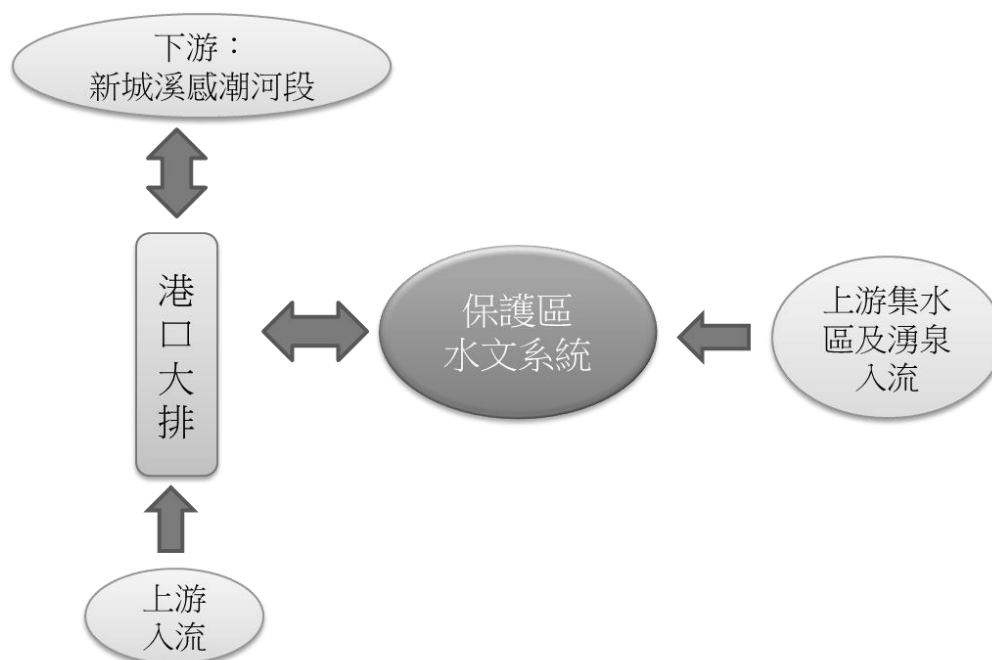 下游：
新城溪感潮河段
港
口
大
排
保護區
水文系統
上游集水
區及湧泉
入流
上游
入流